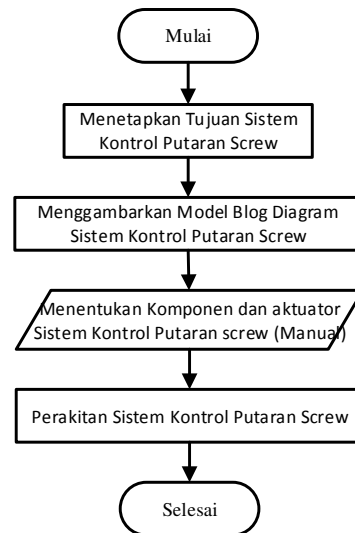 Mulai
Menetapkan Tujuan Sistem
Kontrol Putaran Screw
Menggambarkan Model Blog Diagram
Sistem Kontrol Putaran Screw
Menentukan Komponen dan aktuator
Sistem Kontrol Putaran screw (Manual)
Perakitan Sistem Kontrol Putaran Screw
Selesai